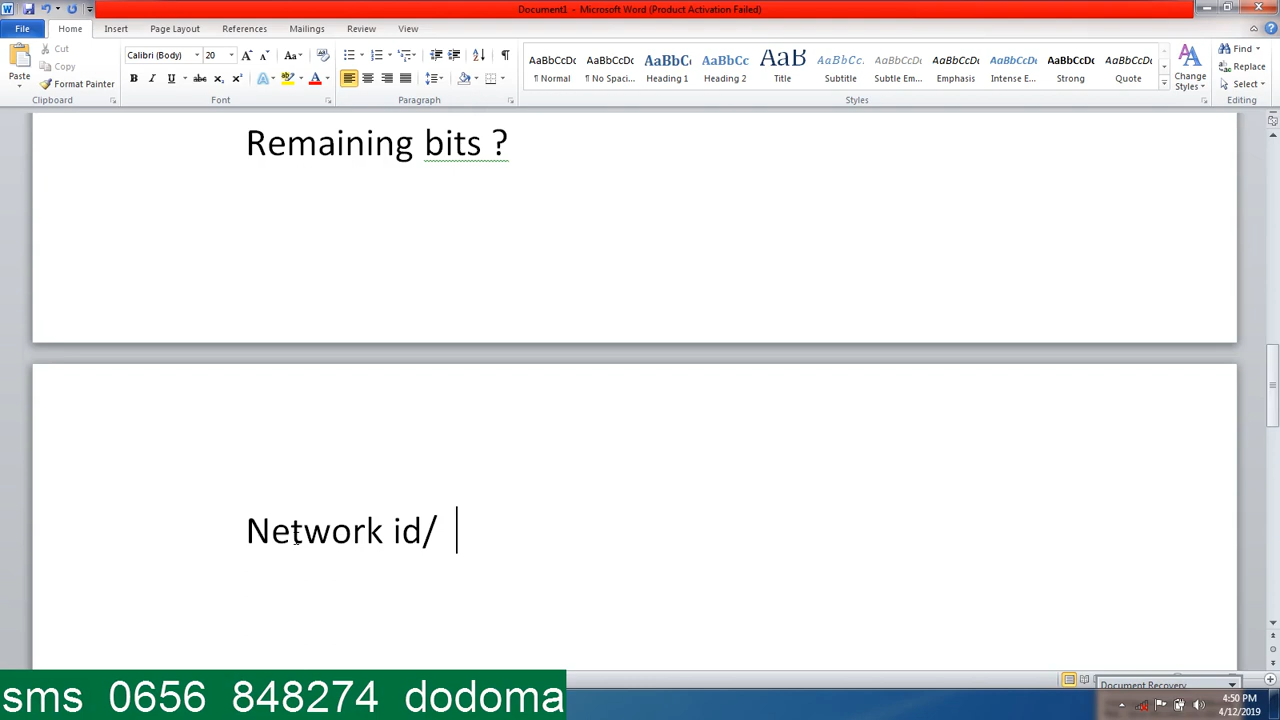 Document1 - Microsoft Word (Product Activation Failed)
File Home Insert Page Layout References Mailings Review View
Paste
Cut
Copy
Format Painter
Clipboard
Calibri (Body) 20
Font
Paragraph
AaBbCcDc AaBbCcDc AaBbC AaBbCc AaB AaBbCc. AaBbCcDc AaBbCcDc AaBbCcDc AaBbCcDc AaBbCcDc
¶ Normal ¶ No Spaci... Heading 1 Heading 2 Title Subtitle Subtle Em... Emphasis Intense E... Strong Quote
Styles
Change Styles
Find
Replace
Select
Editing
Remaining bits ?
Network id/
Document Recovery
sms 0656 848274 dodoma
4:50 PM
4/12/2019